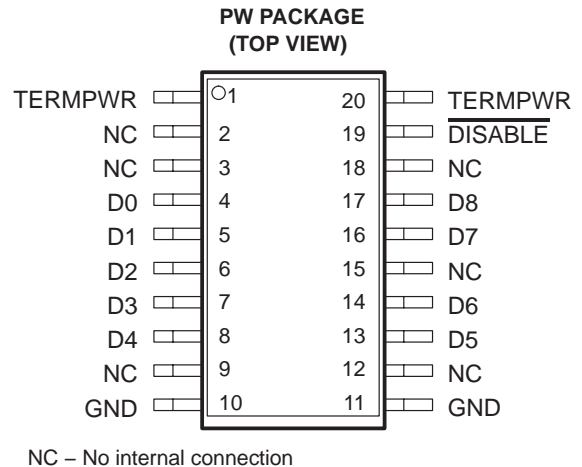 PW PACKAGE
(TOP VIEW)
TERMPWR 1 20 TERMPWR
NC 2 19 DISABLE
NC 3 18 NC
D0 4 17 D8
D1 5 16 D7
D2 6 15 NC
D3 7 14 D6
D4 8 13 D5
NC 9 12 NC
GND 10 11 GND
NC – No internal connection